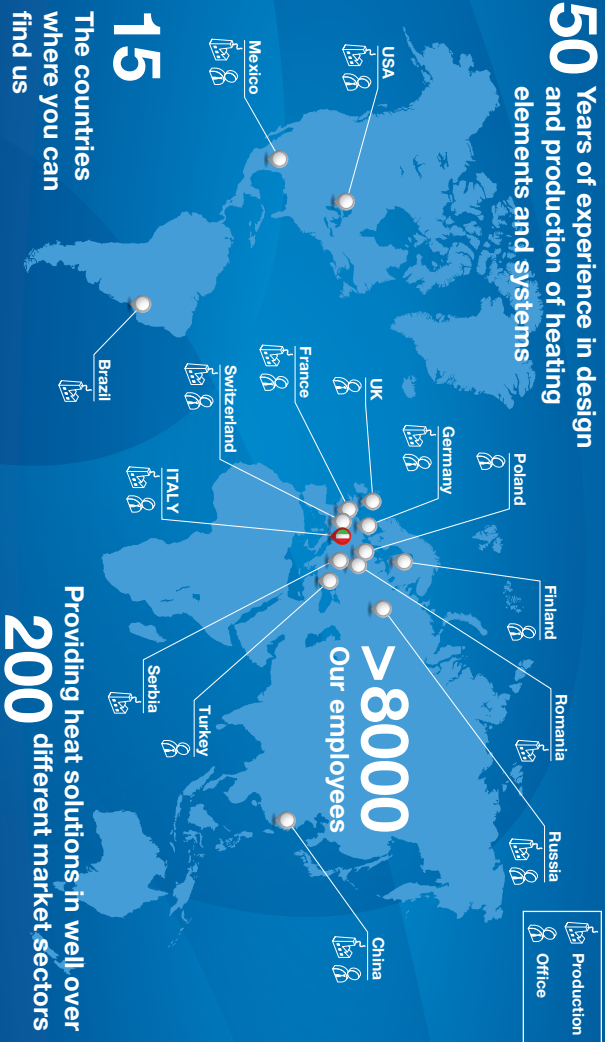 50
Years of experience in design
and production of heating
elements and systems
Production
Office
USA
Mexico
15
The countries
where you can
find us
Brazil
France
Switzerland
UK
Germany
Poland
ITALY
Finland
Romania
Russia
Serbia
Turkey
China
>8000
Our employees
Providing heat solutions in well over
200 different market sectors